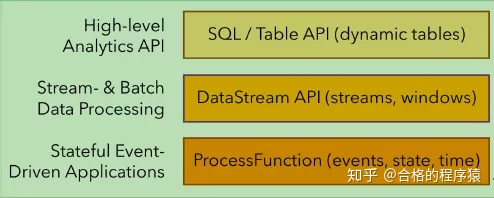 High-level
Analytics API
SQL / Table API (dynamic tables)
Stream- & Batch
Data Processing
DataStream API (streams, windows)
Stateful Event-
Driven Applications
ProcessFunction (events, state, time)
知乎 @合格的程序猿